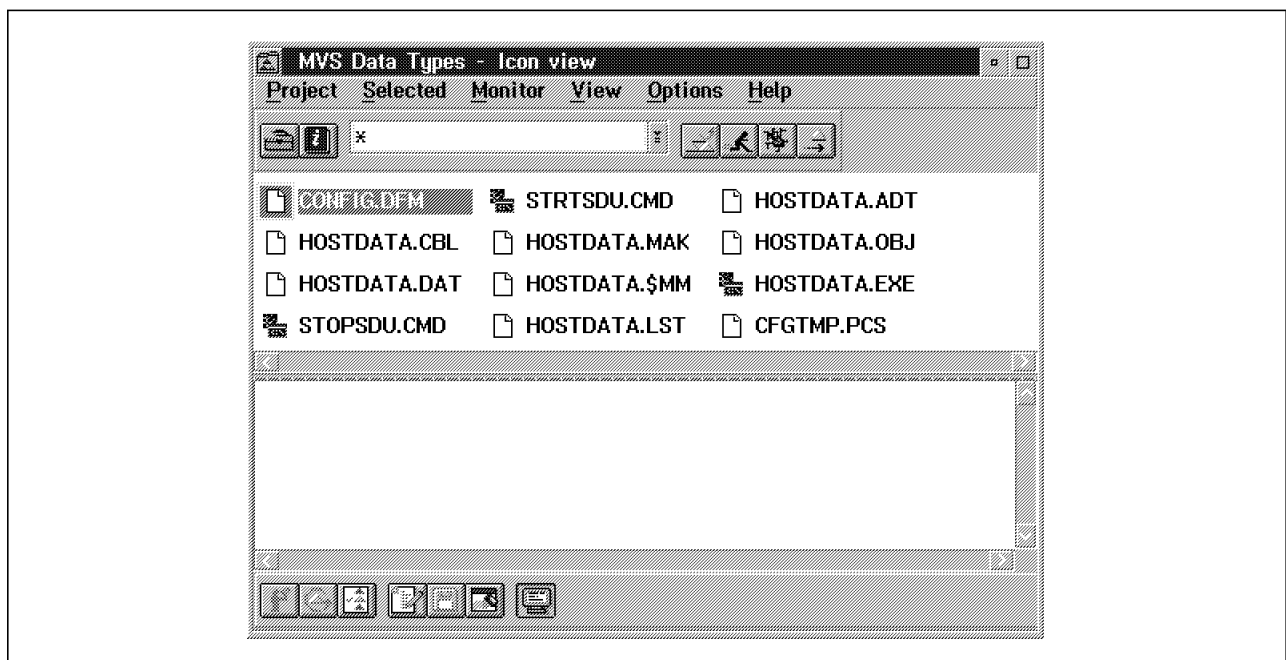 MVS Data Types - Icon view
Project Selected Monitor View Options Help
*
CONFIG.DFM STRTSDU.CMD HOSTDATA.ADT
HOSTDATA.CBL HOSTDATA.MAK HOSTDATA.OBJ
HOSTDATA.DAT HOSTDATA.$MM HOSTDATA.EXE
STOPSDU.CMD HOSTDATA.LST CFGTMP.PCS